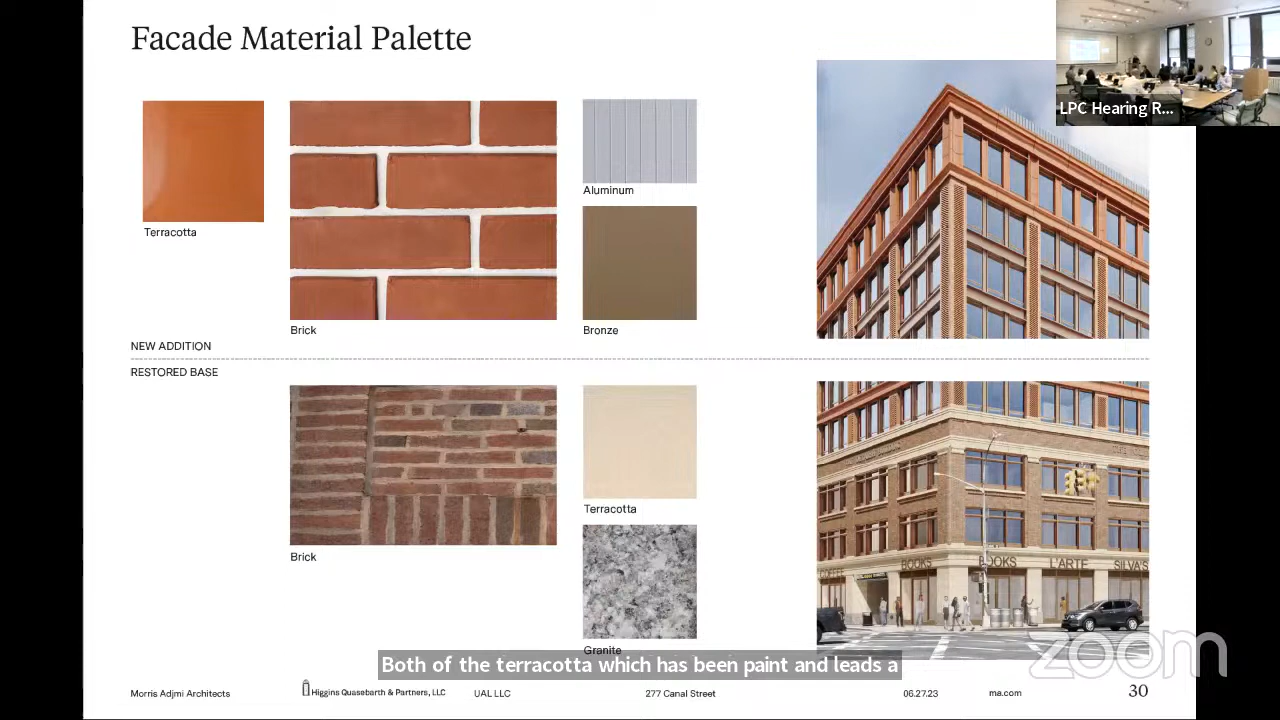 Facade Material Palette
LPC Hearing R...
Terracotta
Brick
Aluminum
Bronze
NEW ADDITION
RESTORED BASE
Brick
Terracotta
Granite
BOOKS
BOOKS
L'ARTE
SILVA'S
Both of the terracotta which has been paint and leads a
zoom
Morris Adjmi Architects
Higgins Quasebarth & Partners, LLC
UAL LLC
277 Canal Street
06.27.23
ma.com
30